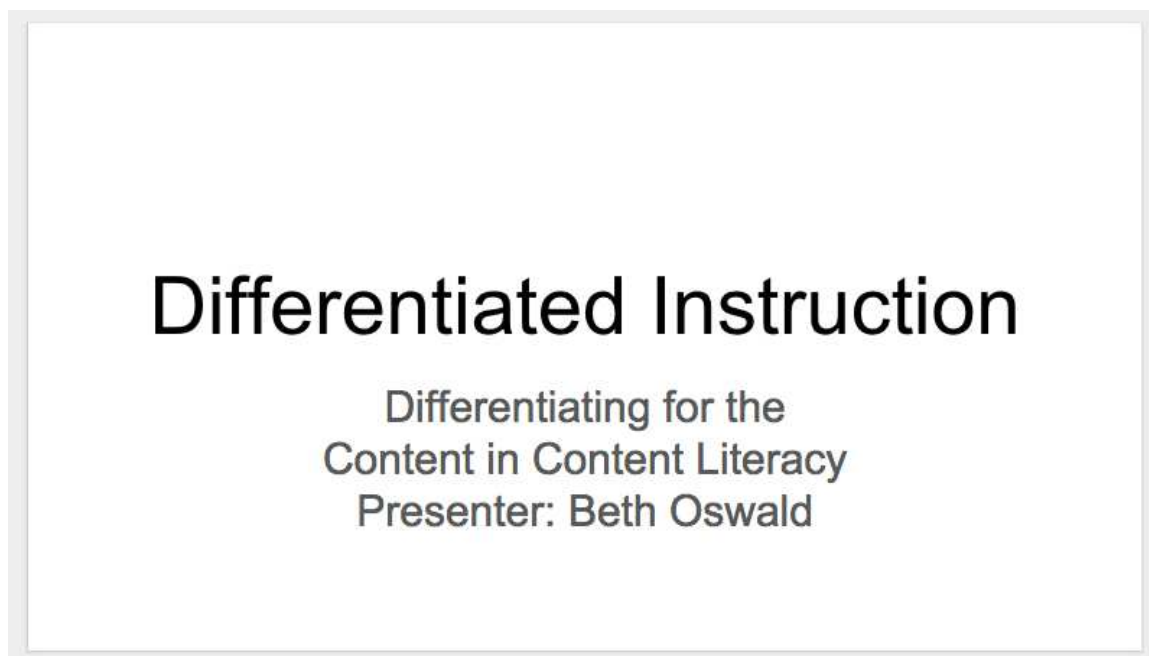 Differentiated Instruction
Differentiating for the
Content in Content Literacy
Presenter: Beth Oswald